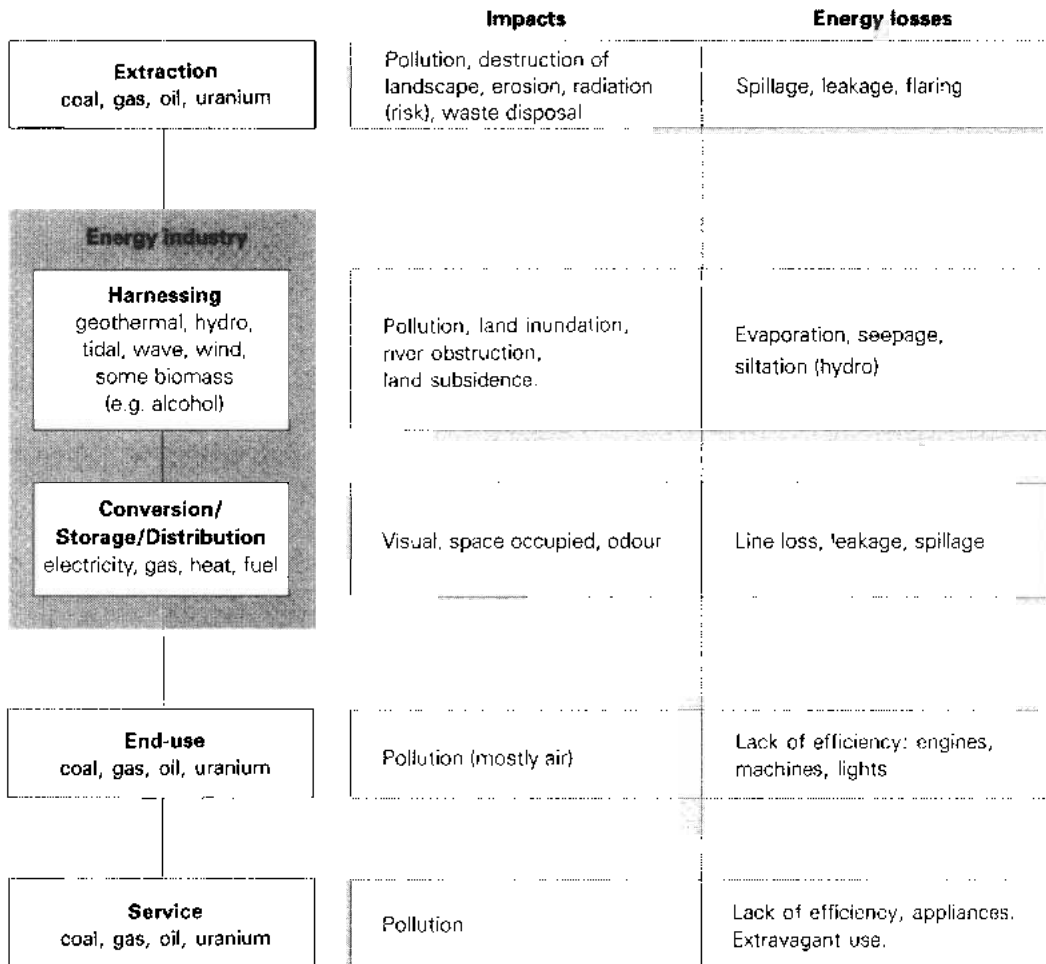 Impacts
Energy losses
Extraction
coal, gas, oil, uranium
Pollution, destruction of
landscape, erosion, radiation
(risk), waste disposal
Spillage, leakage, flaring
Energy industry
Harnessing
geothermal, hydro,
tidal, wave, wind,
some biomass
(e.g. alcohol)
Pollution, land inundation,
river obstruction,
land subsidence.
Evaporation, seepage,
siltation (hydro)
Conversion/
Storage/Distribution
electricity, gas, heat, fuel
Visual, space occupied, odour
Line loss, leakage, spillage
End-use
coal, gas, oil, uranium
Pollution (mostly air)
Lack of efficiency: engines,
machines, lights
Service
coal, gas, oil, uranium
Pollution
Lack of efficiency, appliances.
Extravagant use.